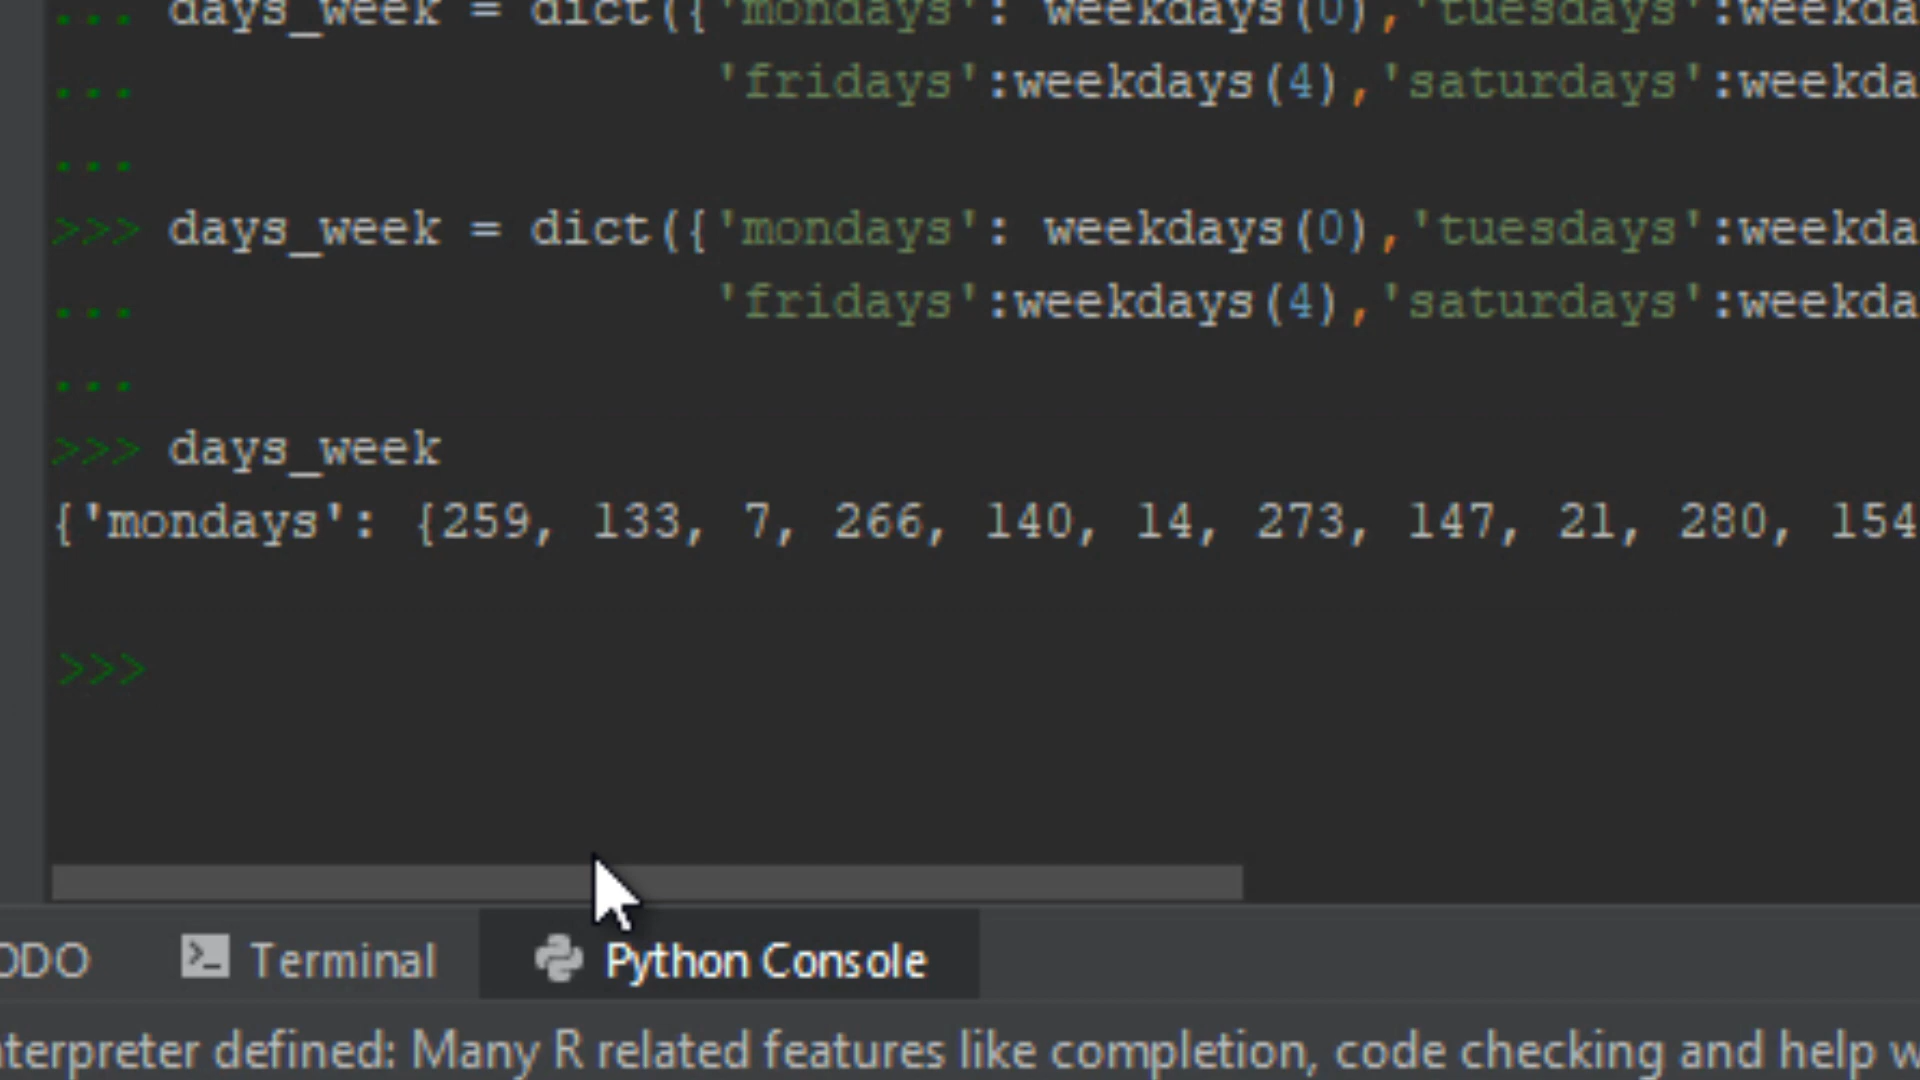 ... days_week = dict({'mondays': weekdays(0),'tuesdays':weekda
... 'fridays':weekdays(4),'saturdays':weekda
...
>>> days_week = dict({'mondays': weekdays(0),'tuesdays':weekda
... 'fridays':weekdays(4),'saturdays':weekda
...
>>> days_week
{'mondays': {259, 133, 7, 266, 140, 14, 273, 147, 21, 280, 154
>>>
ODO Terminal Python Console
nterpreter defined: Many R related features like completion, code checking and help w